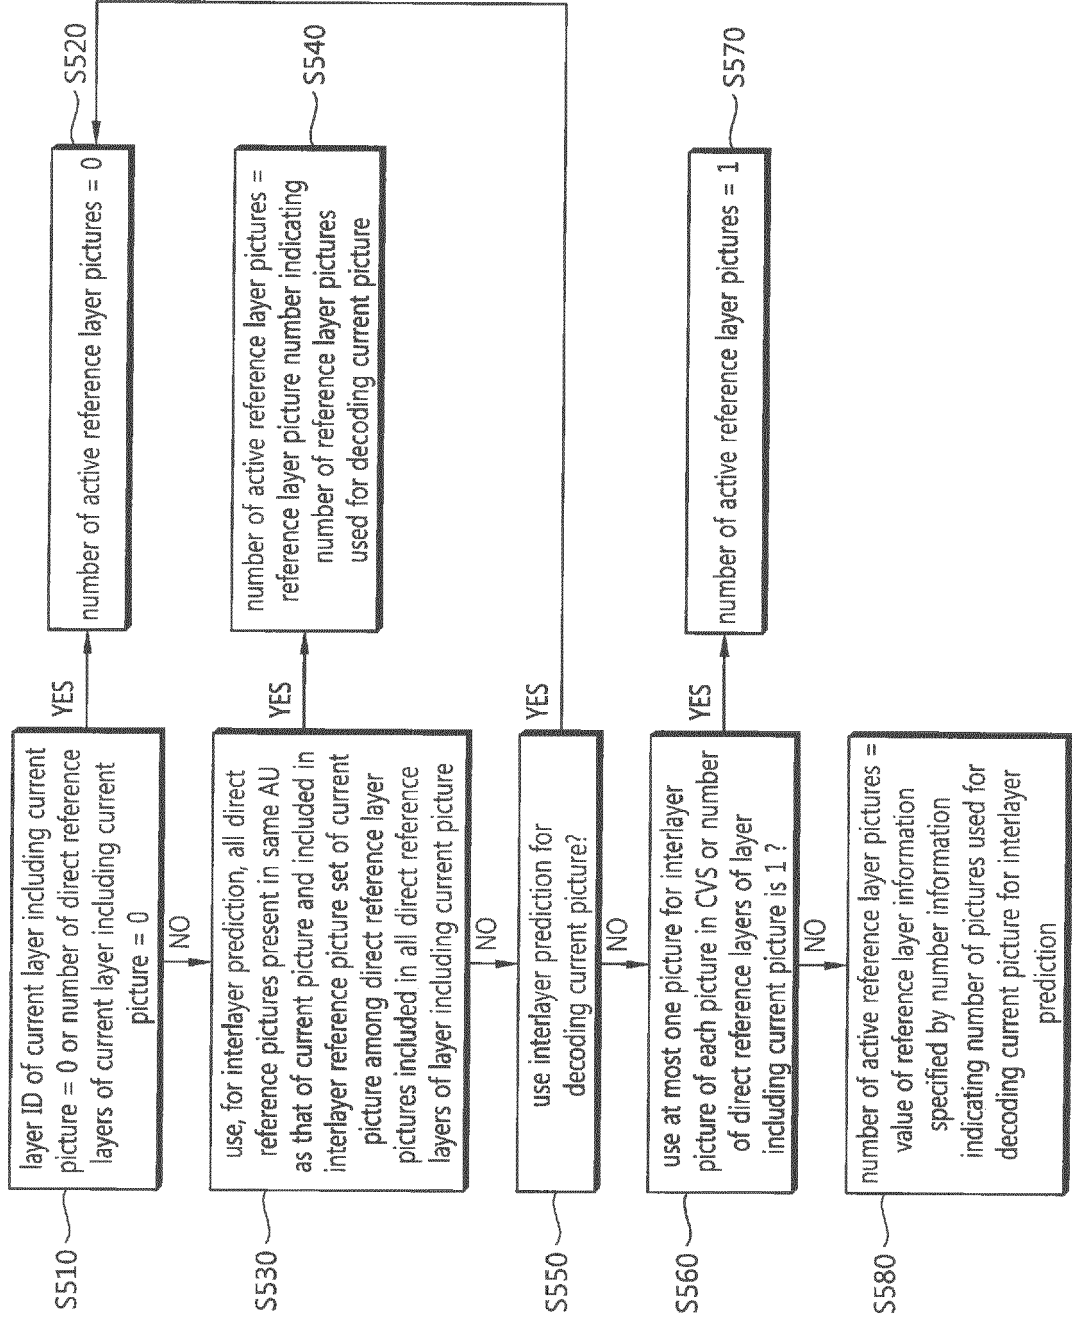 S510
layer ID of current layer including current
picture = 0 or number of direct reference
layers of current layer including current
picture = 0
YES
S520
number of active reference layer pictures = 0
NO
S530
use, for interlayer prediction, all direct
reference pictures present in same AU
as that of current picture and included in
interlayer reference picture set of current
picture among direct reference layer
pictures included in all direct reference
layers of layer including current picture
YES
S540
number of active reference layer pictures =
reference layer picture number indicating
number of reference layer pictures
used for decoding current picture
NO
S550
use interlayer prediction for
decoding current picture?
YES
NO
S560
use at most one picture for interlayer
picture of each picture in CVS or number
of direct reference layers of layer
including current picture is 1 ?
YES
S570
number of active reference layer pictures = 1
NO
S580
number of active reference layer pictures =
value of reference layer information
specified by number information
indicating number of pictures used for
decoding current picture for interlayer
prediction